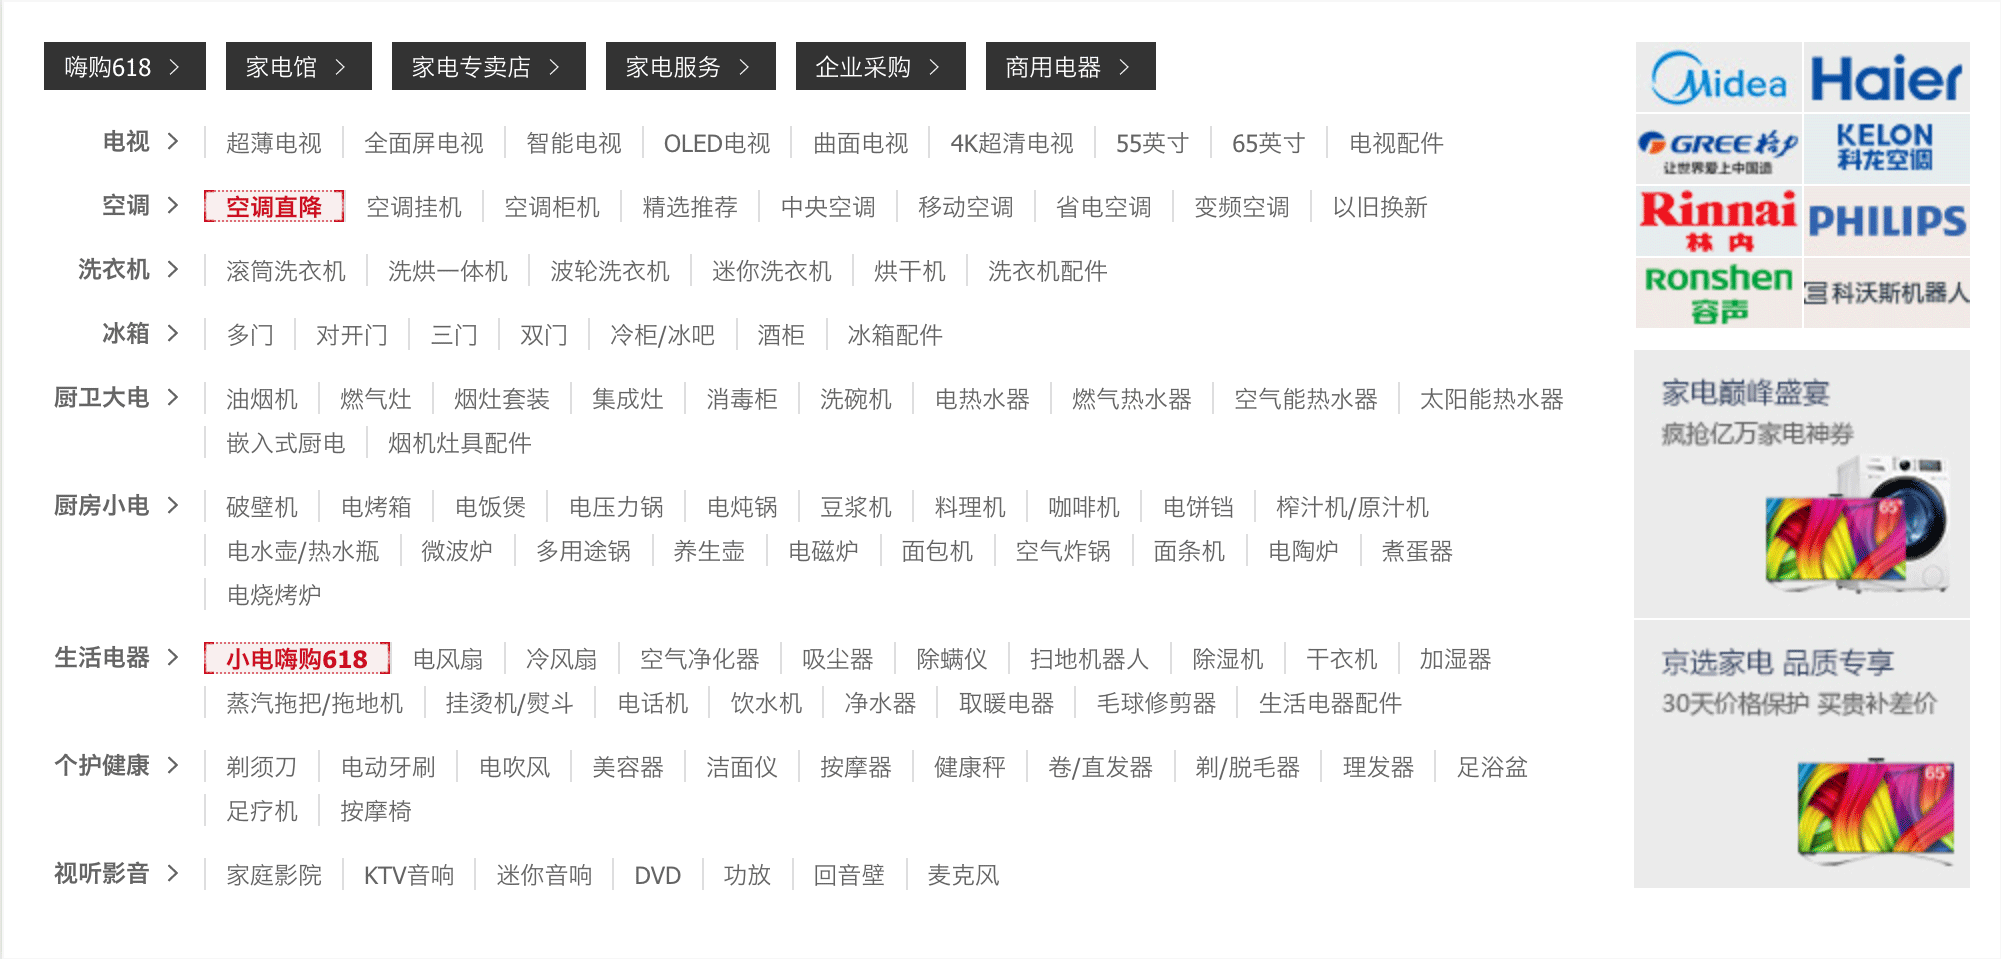 嗨购618 > 家电馆 > 家电专卖店 > 家电服务 > 企业采购 > 商用电器 >
电视 > 超薄电视 全面屏电视 智能电视 OLED电视 曲面电视 4K超清电视 55英寸 65英寸 电视配件
空调 > 空调直降 空调挂机 空调柜机 精选推荐 中央空调 移动空调 省电空调 变频空调 以旧换新
洗衣机 > 滚筒洗衣机 洗烘一体机 波轮洗衣机 迷你洗衣机 烘干机 洗衣机配件
冰箱 > 多门 对开门 三门 双门 冷柜/冰吧 酒柜 冰箱配件
厨卫大电 > 油烟机 燃气灶 烟灶套装 集成灶 消毒柜 洗碗机 电热水器 燃气热水器 空气能热水器 太阳能热水器
嵌入式厨电 烟机灶具配件
厨房小电 > 破壁机 电烤箱 电饭煲 电压力锅 电炖锅 豆浆机 料理机 咖啡机 电饼铛 榨汁机/原汁机
电水壶/热水瓶 微波炉 多用途锅 养生壶 电磁炉 面包机 空气炸锅 面条机 电陶炉 煮蛋器
电烧烤炉
生活电器 > 小电嗨购618 电风扇 冷风扇 空气净化器 吸尘器 除螨仪 扫地机器人 除湿机 干衣机 加湿器
蒸汽拖把/拖地机 挂烫机/熨斗 电话机 饮水机 净水器 取暖电器 毛球修剪器 生活电器配件
个护健康 > 剃须刀 电动牙刷 电吹风 美容器 洁面仪 按摩器 健康秤 卷/直发器 剃/脱毛器 理发器 足浴盆
足疗机 按摩椅
视听影音 > 家庭影院 KTV音响 迷你音响 DVD 功放 回音壁 麦克风
Midea Haier
GREE 格力 KELON
让世界爱上中国造 科龙空调
Rinnai PHILIPS
林内
Ronshen 科沃斯机器人
容声
家电巅峰盛宴
疯抢亿万家电神券
65"
京选家电 品质专享
30天价格保护 买贵补差价
65"